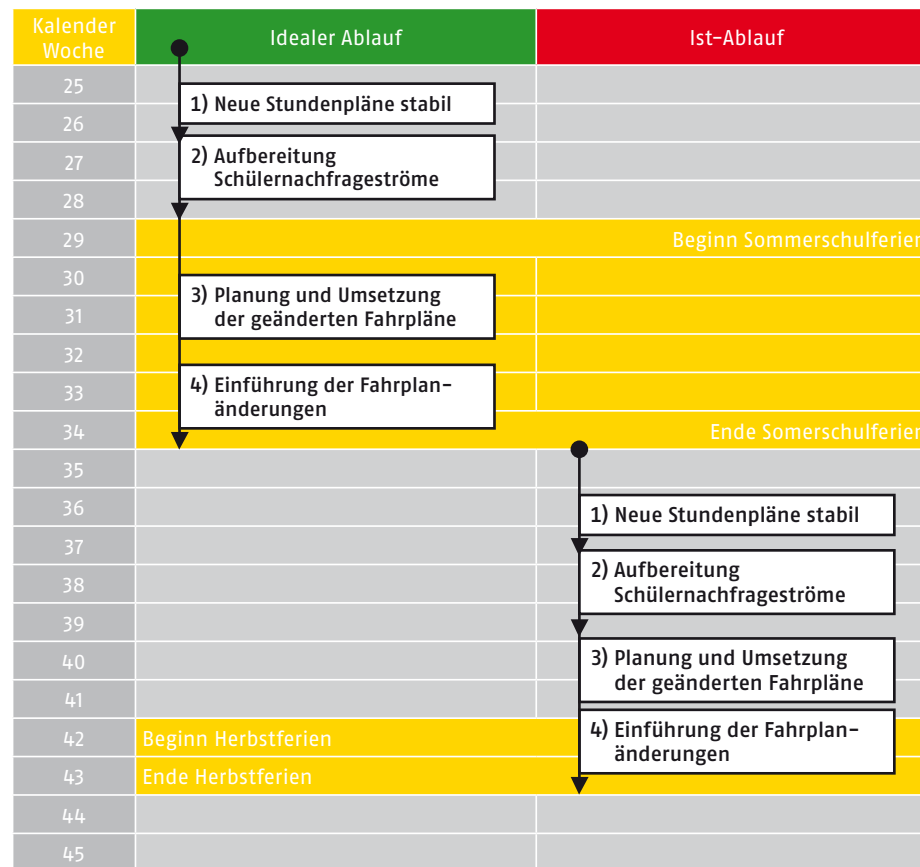 Kalender
Woche
Idealer Ablauf
Ist-Ablauf
25
1) Neue Stundenpläne stabil
26
27
2) Aufbereitung
Schülernachfrageströme
28
29
Beginn Sommerschulferien
30
3) Planung und Umsetzung
der geänderten Fahrpläne
31
32
33
4) Einführung der Fahrplan-
änderungen
34
Ende Somerschulferien
35
36
1) Neue Stundenpläne stabil
37
38
2) Aufbereitung
Schülernachfrageströme
39
40
3) Planung und Umsetzung
der geänderten Fahrpläne
41
42
Beginn Herbstferien
4) Einführung der Fahrplan-
änderungen
43
Ende Herbstferien
44
45